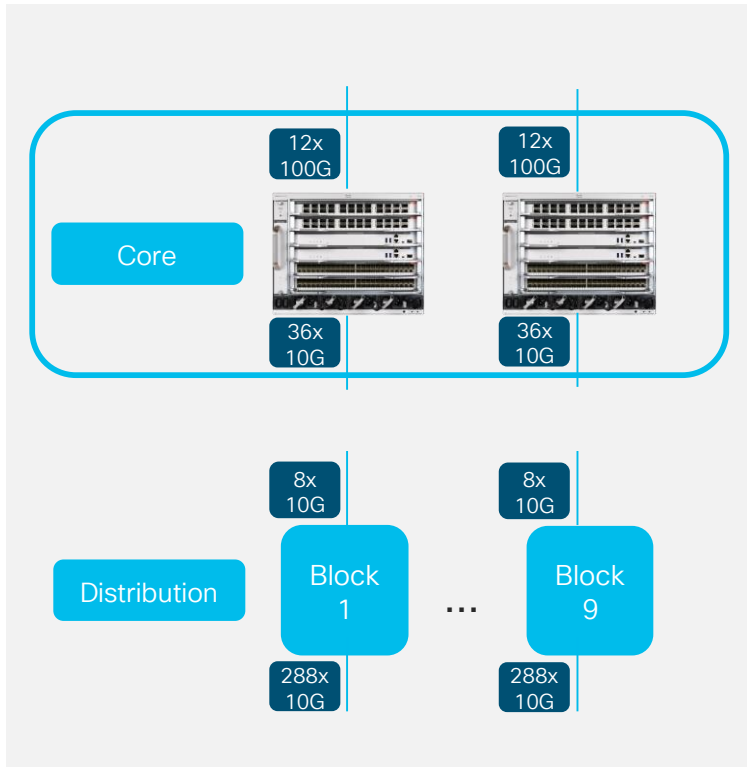 12x
100G
12x
100G
Core
36x
10G
36x
10G
8x
10G
8x
10G
Distribution
Block
1
...
Block
9
288x
10G
288x
10G